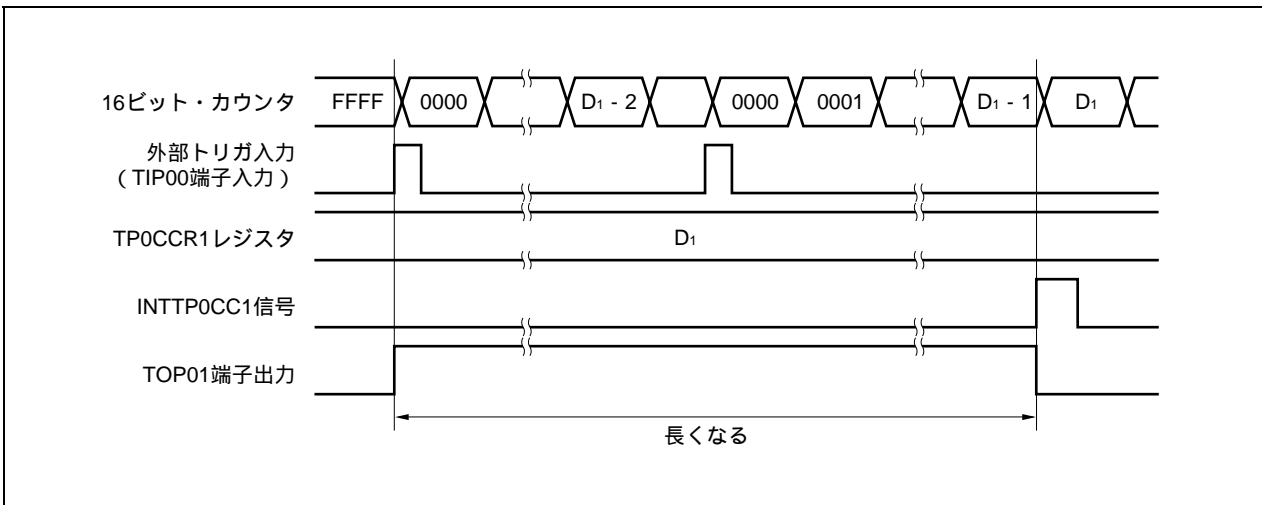 16ビット・カウンタ FFFF 0000 D₁ - 2 0000 0001 D₁ - 1 D₁
外部トリガ入力
（TIP00端子入力）
TP0CCR1レジスタ D₁
INTTP0CC1信号
TOP01端子出力
長くなる